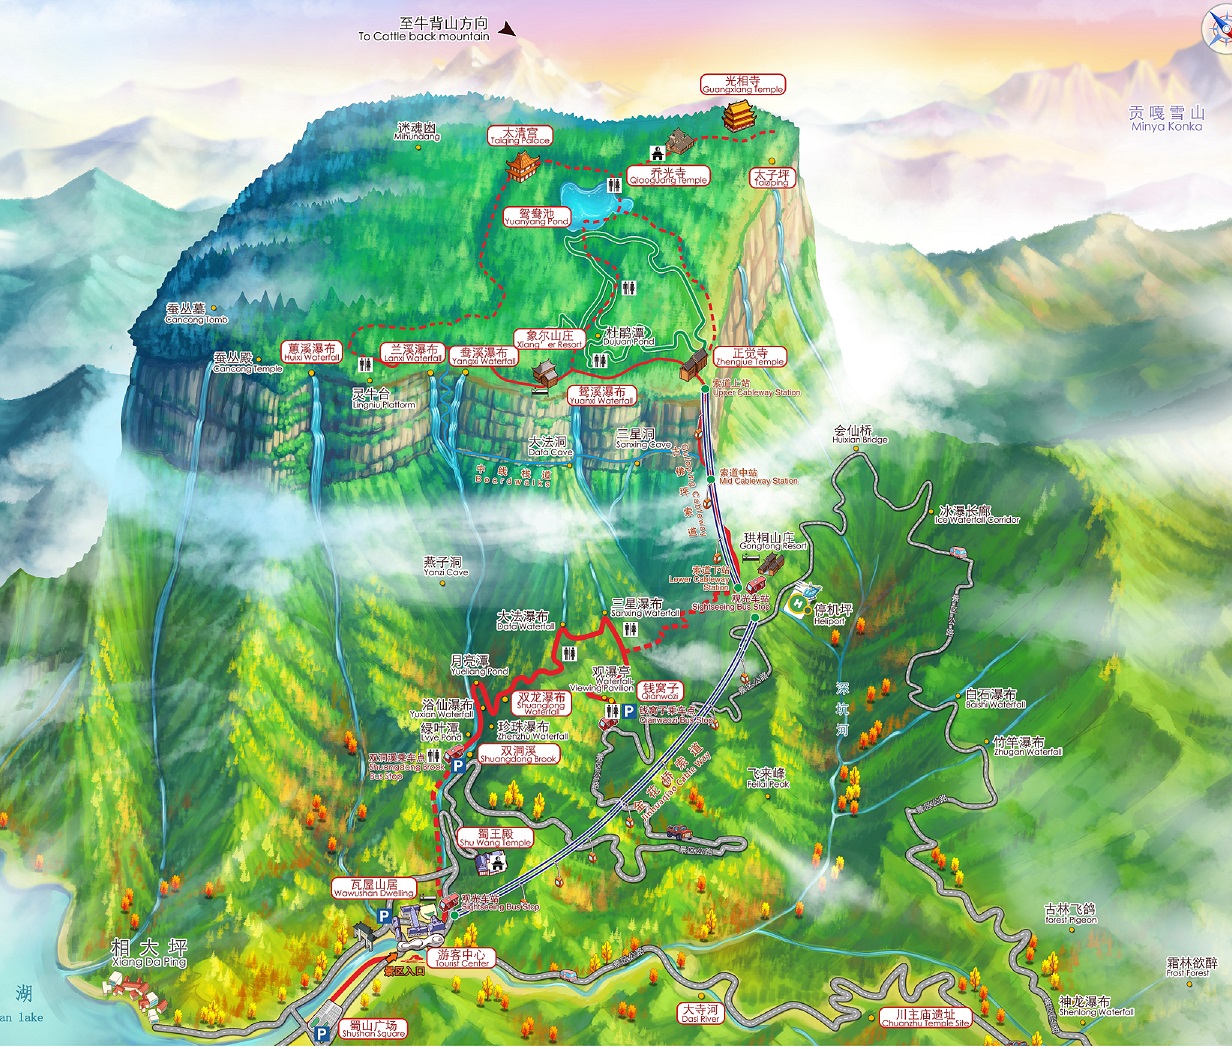 至牛背山方向
To Cattle back mountain
光相寺
Guangxiang Temple
贡嘎雪山
Minya Konka
迷魂凼
Mihundang
太清宫
Taiqing Palace
乔光寺
Qiaoguang Temple
太子坪
Taiziping
鸳鸯池
Yuanyang Pond
蚕丛墓
Cancong Tomb
蚕丛殿
Cancong Temple
蕙溪瀑布
Huixi Waterfall
兰溪瀑布
Lanxi Waterfall
鸯溪瀑布
Yangxi Waterfall
象尔山庄
Xiang'er Resort
杜鹃潭
Dujuan Pond
正觉寺
Zhengjue Temple
灵牛台
Lingniu Platform
鸳溪瀑布
Yuanxi Waterfall
索道上站
Upper Cableway Station
大法洞
Dafa Cave
三星洞
Sanxing Cave
栈道
Boardwalks
会仙桥
Huixian Bridge
索道中站
Mid Cableway Station
冰瀑长廊
Ice Waterfall Corridor
珙桐山庄
Gongtong Resort
燕子洞
Yanzi Cave
索道下站
Lower Cableway
Station
观光车站
Sightseeing Bus Stop
H
停机坪
Heliport
大法瀑布
Dafa Waterfall
三星瀑布
Sanxing Waterfall
月亮潭
Yueliang Pond
观瀑亭
Waterfall
Viewing Pavilion
钱窝子
Qianwozi
浴仙瀑布
Yuxian Waterfall
双龙瀑布
Shuanglong
Waterfall
P
钱窝子乘车点
Qianwaozi Bus Stop
深坑河
白石瀑布
Baishi Waterfall
绿叶潭
Lvye Pond
珍珠瀑布
Zhenzhu Waterfall
竹竿瀑布
Zhugan Waterfall
双洞溪乘车点
Shuangdong Brook
Bus Stop
P
双洞溪
Shuangdong Brook
飞来峰
Feilai Peak
金花桥索道
Jinhuaqiao Cable Way
蜀王殿
Shu Wang Temple
瓦屋山居
Wawushan Dwelling
P
观光车站
Sightseeing Bus Stop
古林飞鸽
forest Pigeon
相大坪
Xiang Da Ping
游客中心
Tourist Center
景区入口
霜林欲醉
Frost Forest
湖
an lake
P
蜀山广场
Shushan Square
大寺河
Dasi River
川主庙遗址
Chuanzhu Temple Site
神龙瀑布
Shenlong Waterfall